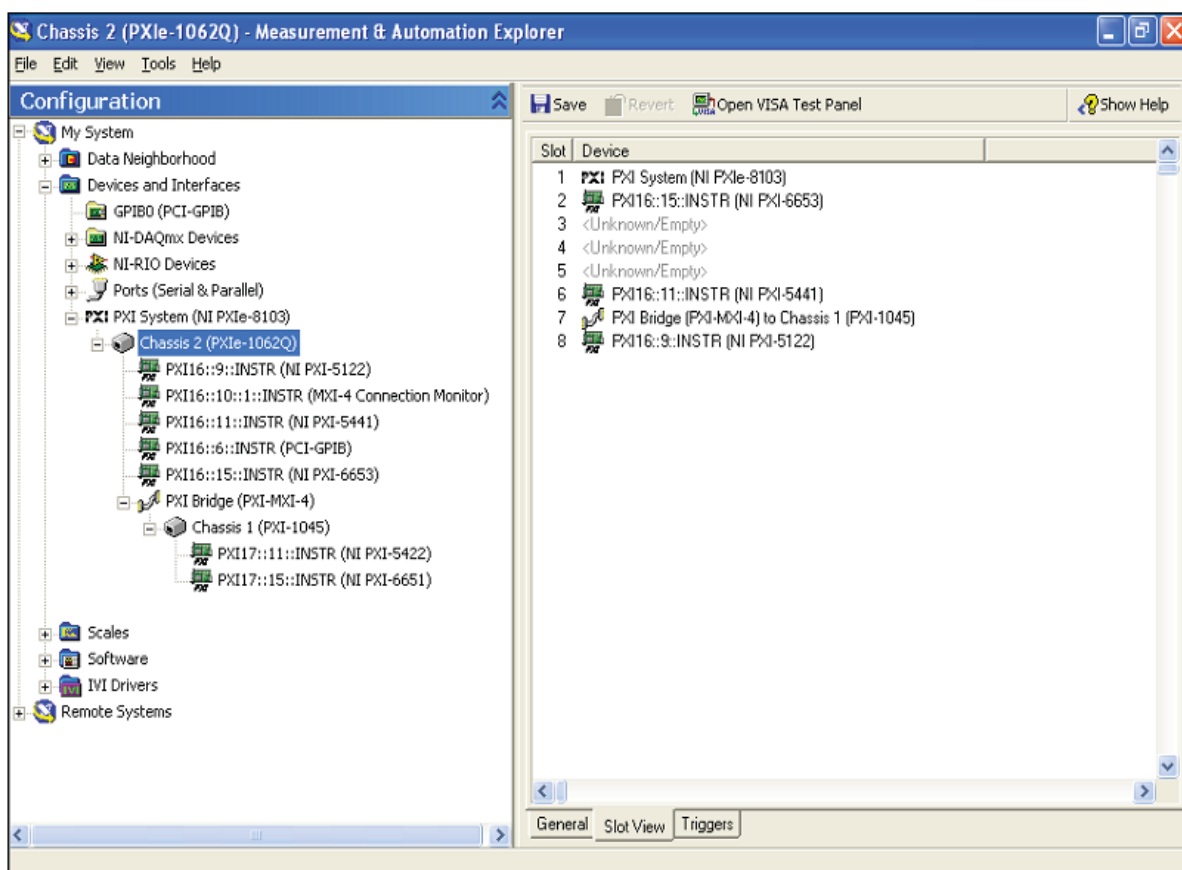 Chassis 2 (PXIe-1062Q) - Measurement & Automation Explorer
File Edit View Tools Help
Configuration
My System
Data Neighborhood
Devices and Interfaces
GPIB0 (PCI-GPIB)
NI-DAQmx Devices
NI-RIO Devices
Ports (Serial & Parallel)
PXI PXI System (NI PXIe-8103)
Chassis 2 (PXIe-1062Q)
PXI16::9::INSTR (NI PXI-5122)
PXI16::10::1::INSTR (MXI-4 Connection Monitor)
PXI16::11::INSTR (NI PXI-5441)
PXI16::6::INSTR (PCI-GPIB)
PXI16::15::INSTR (NI PXI-6653)
PXI Bridge (PXI-MXI-4)
Chassis 1 (PXI-1045)
PXI17::11::INSTR (NI PXI-5422)
PXI17::15::INSTR (NI PXI-6651)
Scales
Software
IVI Drivers
Remote Systems
Save Revert Open VISA Test Panel Show Help
Slot Device
1 PXI PXI System (NI PXIe-8103)
2 PXI16::15::INSTR (NI PXI-6653)
3 <Unknown/Empty>
4 <Unknown/Empty>
5 <Unknown/Empty>
6 PXI16::11::INSTR (NI PXI-5441)
7 PXI Bridge (PXI-MXI-4) to Chassis 1 (PXI-1045)
8 PXI16::9::INSTR (NI PXI-5122)
General Slot View Triggers